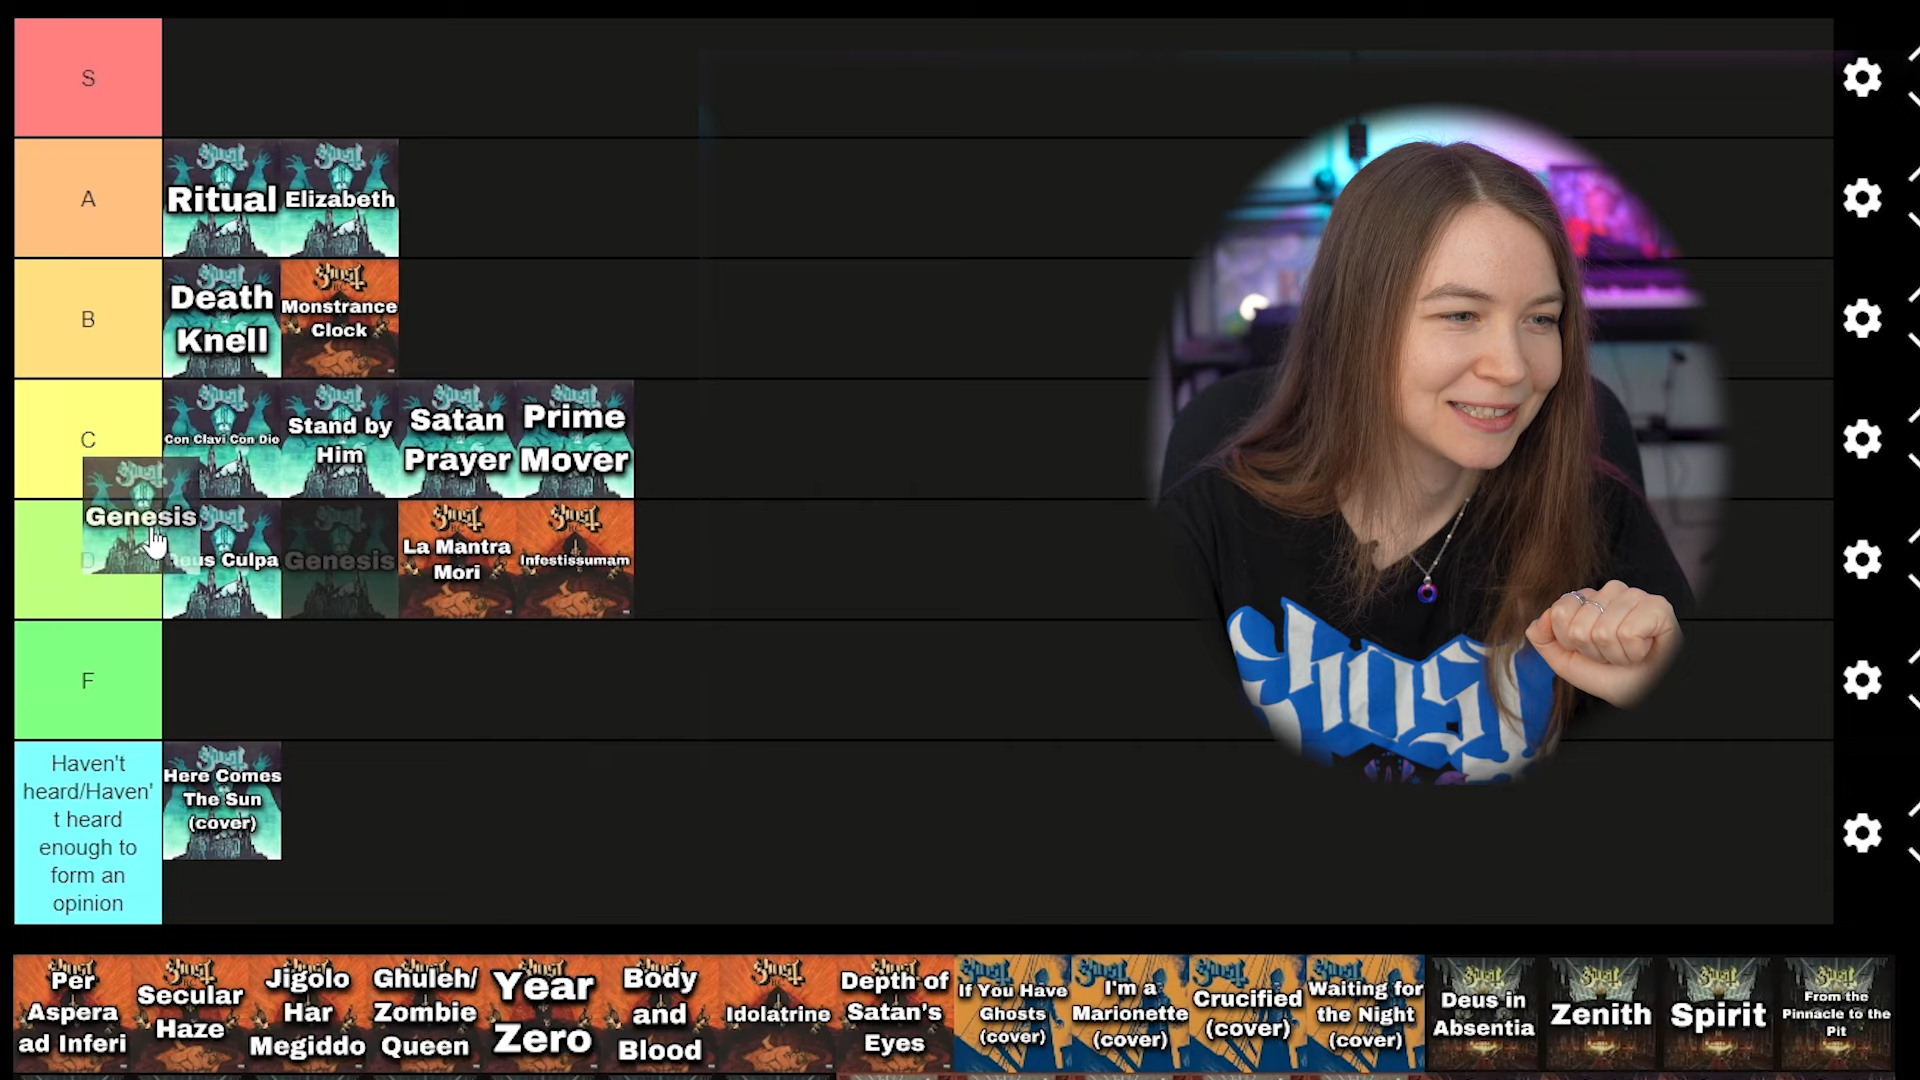 S
A
Ritual
Elizabeth
B
Death
Knell
Monstrance
Clock
C
Con Clavi Con Dio
Stand by
Him
Satan
Prayer
Prime
Mover
D
Genesis
Culpa
Genesis
La Mantra
Mori
Infestissumam
F
Haven't
heard/Haven'
t heard
enough to
form an
opinion
Here Comes
The Sun
(cover)
Ghost
Per
Aspera
ad Inferi
Secular
Haze
Jigolo
Har
Megiddo
Ghuleh/
Zombie
Queen
Year
Zero
Body
and
Blood
Idolatrine
Depth of
Satan's
Eyes
If You Have
Ghosts
(cover)
I'm a
Marionette
(cover)
Crucified
(cover)
Waiting for
the Night
(cover)
Deus in
Absentia
Zenith
Spirit
From the
Pinnacle to the
Pit